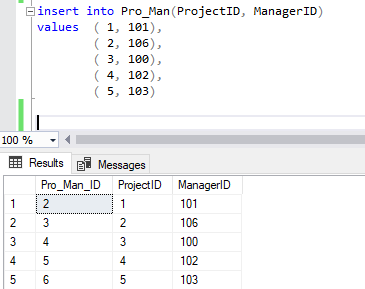 insert into Pro_Man(ProjectID, ManagerID)
values ( 1, 101),
( 2, 106),
( 3, 100),
( 4, 102),
( 5, 103)
100 %
Results Messages
Pro_Man_ID ProjectID ManagerID
1 2 1 101
2 3 2 106
3 4 3 100
4 5 4 102
5 6 5 103